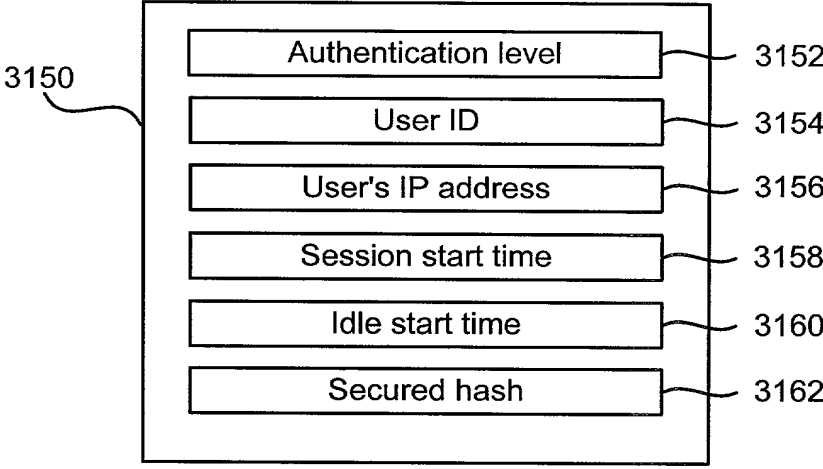 Authentication level 3152
3150
User ID 3154
User's IP address 3156
Session start time 3158
Idle start time 3160
Secured hash 3162